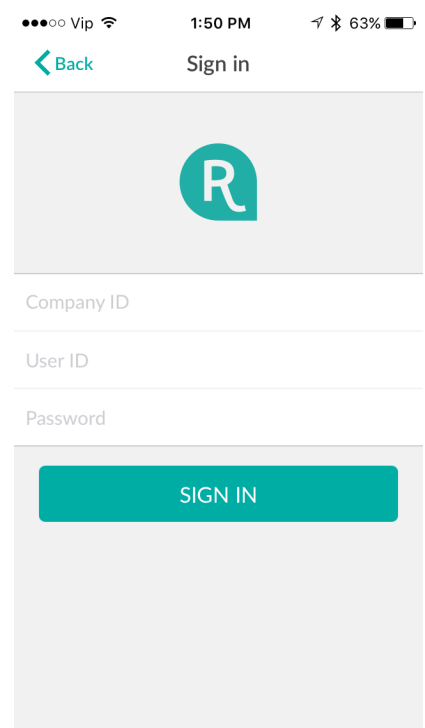 Vip 1:50 PM 63%
Back Sign in
R
Company ID
User ID
Password
SIGN IN